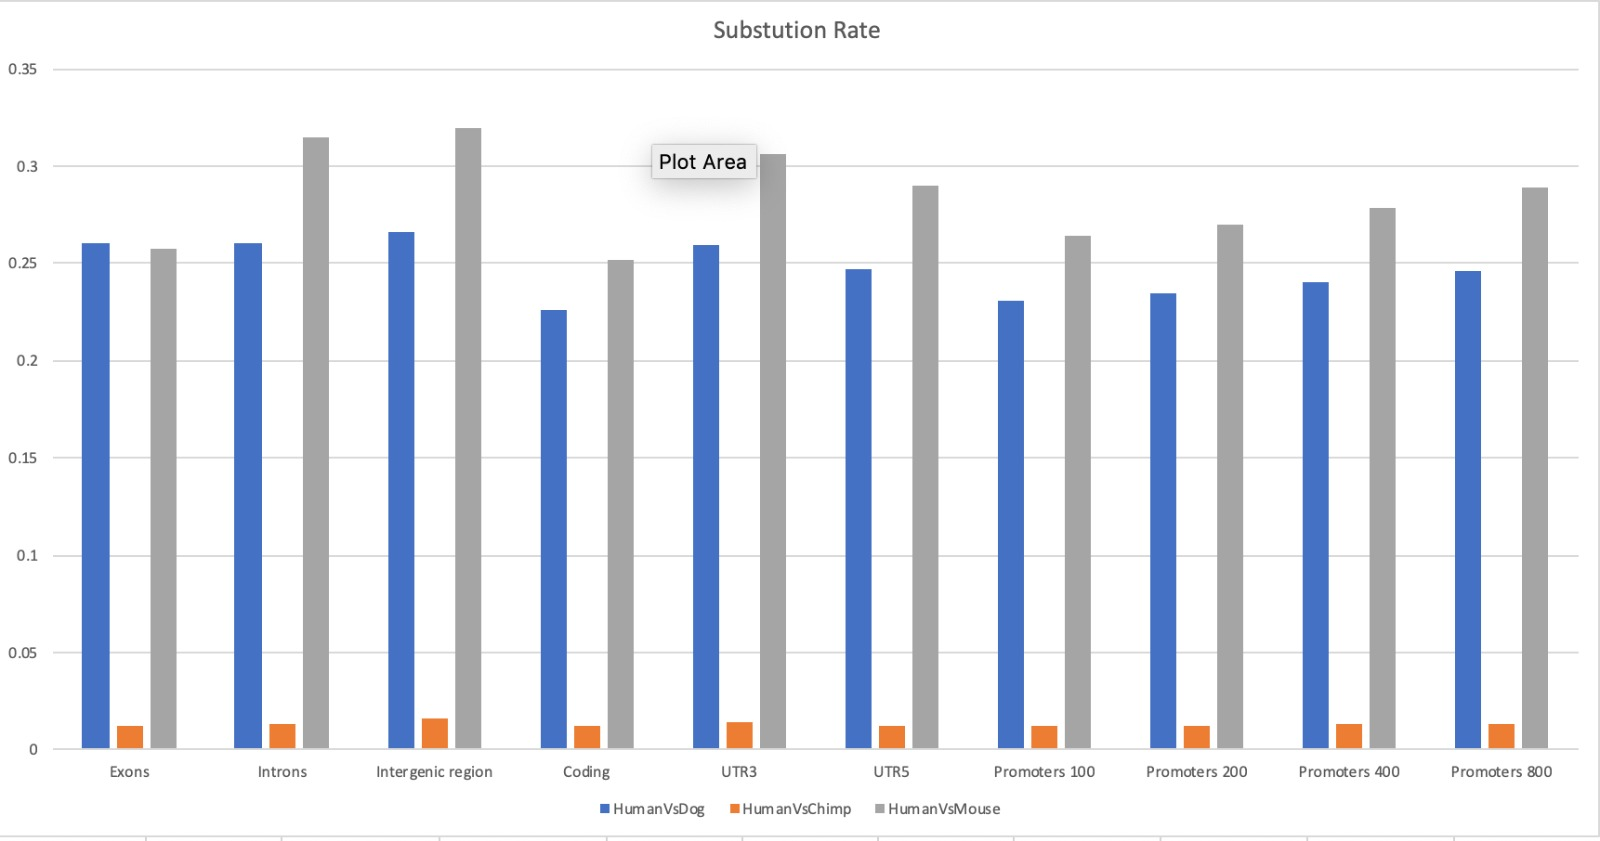 Substution Rate
0.35
0.3
Plot Area
0.25
0.2
0.15
0.1
0.05
0
Exons Introns Intergenic region Coding UTR3 UTR5 Promoters 100 Promoters 200 Promoters 400 Promoters 800
HumanVsDog HumanVsChimp HumanVsMouse